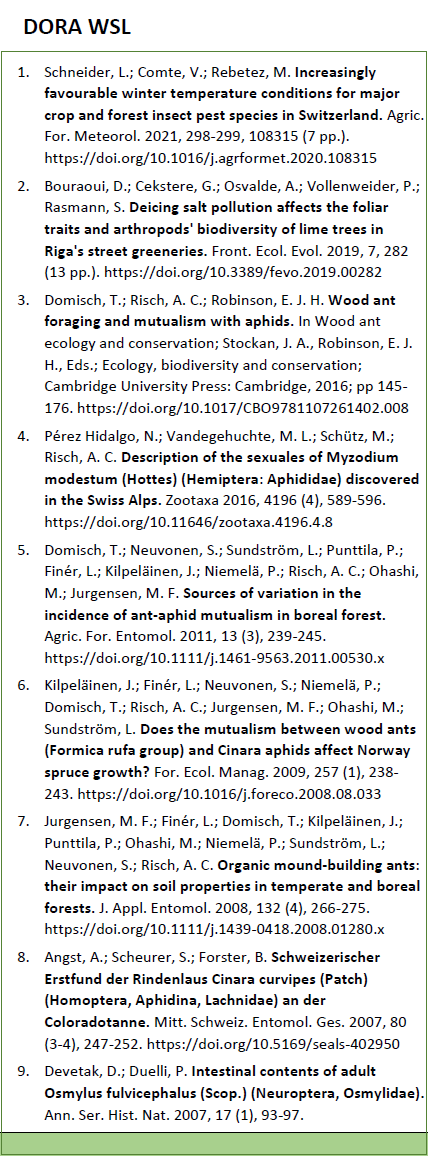 DORA WSL
1. Schneider, L.; Comte, V.; Rebetez, M. Increasingly
favourable winter temperature conditions for major
crop and forest insect pest species in Switzerland. Agric.
For. Meteorol. 2021, 298-299, 108315 (7 pp.).
https://doi.org/10.1016/j.agrformet.2020.108315
2. Bouraoui, D.; Cekstere, G.; Osvalde, A.; Vollenweider, P.;
Rasmann, S. Deicing salt pollution affects the foliar
traits and arthropods' biodiversity of lime trees in
Riga's street greeneries. Front. Ecol. Evol. 2019, 7, 282
(13 pp.). https://doi.org/10.3389/fevo.2019.00282
3. Domisch, T.; Risch, A. C.; Robinson, E. J. H. Wood ant
foraging and mutualism with aphids. In Wood ant
ecology and conservation; Stockan, J. A., Robinson, E. J.
H., Eds.; Ecology, biodiversity and conservation;
Cambridge University Press: Cambridge, 2016; pp 145-
176. https://doi.org/10.1017/CBO9781107261402.008
4. Pérez Hidalgo, N.; Vandegehuchte, M. L.; Schütz, M.;
Risch, A. C. Description of the sexuales of Myzodium
modestum (Hottes) (Hemiptera: Aphididae) discovered
in the Swiss Alps. Zootaxa 2016, 4196 (4), 589-596.
https://doi.org/10.11646/zootaxa.4196.4.8
5. Domisch, T.; Neuvonen, S.; Sundström, L.; Punttila, P.;
Finér, L.; Kilpeläinen, J.; Niemelä, P.; Risch, A. C.; Ohashi,
M.; Jurgensen, M. F. Sources of variation in the
incidence of ant-aphid mutualism in boreal forest.
Agric. For. Entomol. 2011, 13 (3), 239-245.
https://doi.org/10.1111/j.1461-9563.2011.00530.x
6. Kilpeläinen, J.; Finér, L.; Neuvonen, S.; Niemelä, P.;
Domisch, T.; Risch, A. C.; Jurgensen, M. F.; Ohashi, M.;
Sundström, L. Does the mutualism between wood ants
(Formica rufa group) and Cinara aphids affect Norway
spruce growth? For. Ecol. Manag. 2009, 257 (1), 238-
243. https://doi.org/10.1016/j.foreco.2008.08.033
7. Jurgensen, M. F.; Finér, L.; Domisch, T.; Kilpeläinen, J.;
Punttila, P.; Ohashi, M.; Niemelä, P.; Sundström, L.;
Neuvonen, S.; Risch, A. C. Organic mound-building ants:
their impact on soil properties in temperate and boreal
forests. J. Appl. Entomol. 2008, 132 (4), 266-275.
https://doi.org/10.1111/j.1439-0418.2008.01280.x
8. Angst, A.; Scheurer, S.; Forster, B. Schweizerischer
Erstfund der Rindenlaus Cinara curvipes (Patch)
(Homoptera, Aphidina, Lachnidae) an der
Coloradotanne. Mitt. Schweiz. Entomol. Ges. 2007, 80
(3-4), 247-252. https://doi.org/10.5169/seals-402950
9. Devetak, D.; Duelli, P. Intestinal contents of adult
Osmylus fulvicephalus (Scop.) (Neuroptera, Osmylidae).
Ann. Ser. Hist. Nat. 2007, 17 (1), 93-97.